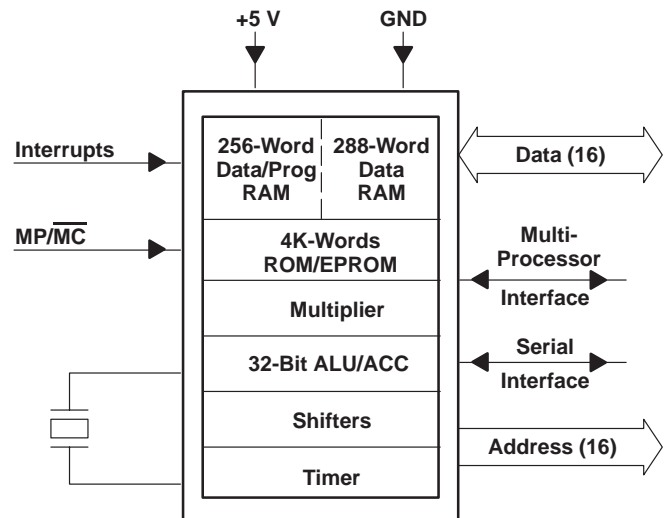 +5 V
GND
Interrupts
256-Word
Data/Prog
RAM
288-Word
Data
RAM
Data (16)
MP/M̅C̅
4K-Words
ROM/EPROM
Multi-
Processor
Interface
Multiplier
32-Bit ALU/ACC
Serial
Interface
Shifters
Address (16)
Timer